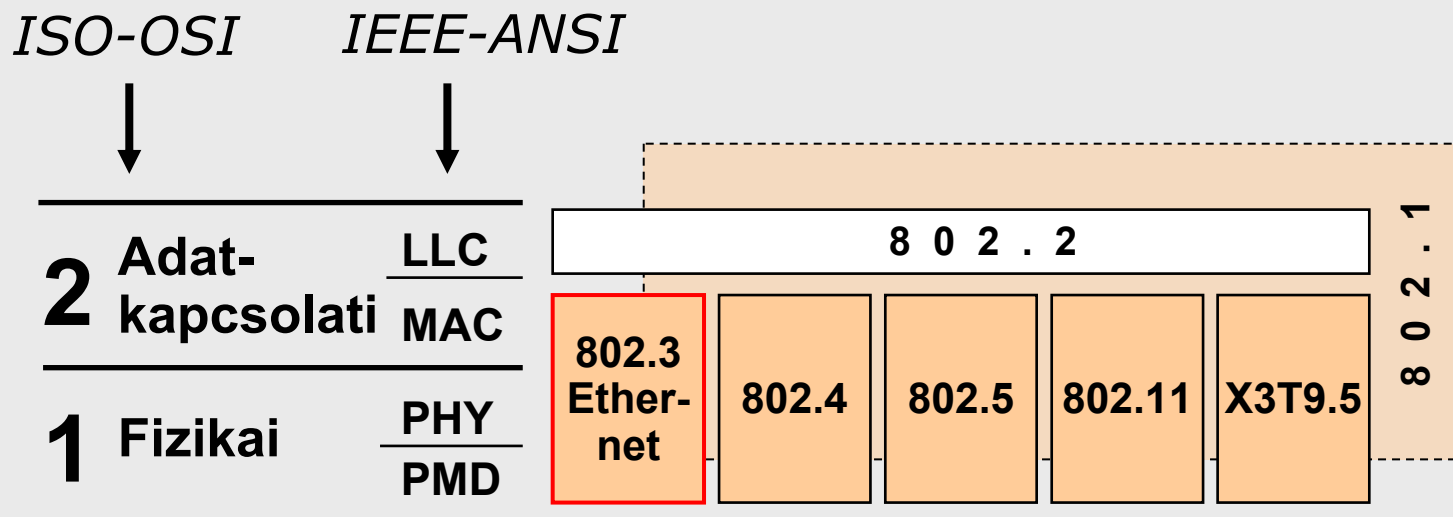 ISO-OSI IEEE-ANSI
2 Adat-
kapcsolati
LLC
MAC
1 Fizikai
PHY
PMD
8 0 2 . 2
802.3
Ether-
net
802.4
802.5
802.11
X3T9.5
8 0 2 . 1